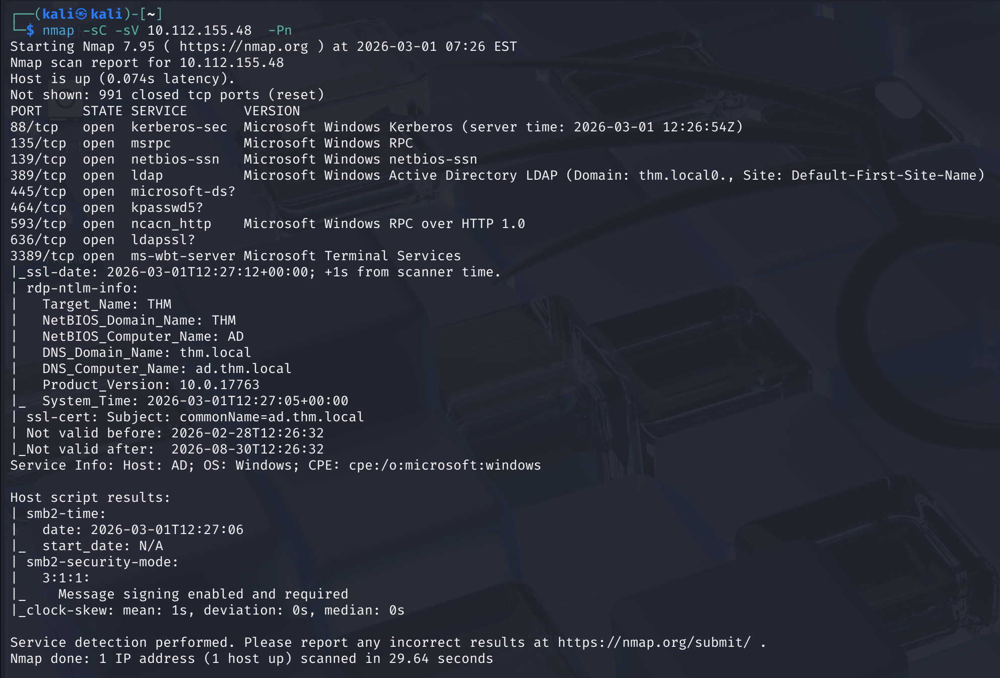 ┌──(kali㉿kali)-[~]
└─$ nmap -sC -sV 10.112.155.48  -Pn
Starting Nmap 7.95 ( https://nmap.org ) at 2026-03-01 07:26 EST
Nmap scan report for 10.112.155.48
Host is up (0.074s latency).
Not shown: 991 closed tcp ports (reset)
PORT     STATE SERVICE       VERSION
88/tcp   open  kerberos-sec  Microsoft Windows Kerberos (server time: 2026-03-01 12:26:54Z)
135/tcp  open  msrpc         Microsoft Windows RPC
139/tcp  open  netbios-ssn   Microsoft Windows netbios-ssn
389/tcp  open  ldap          Microsoft Windows Active Directory LDAP (Domain: thm.local0., Site: Default-First-Site-Name)
445/tcp  open  microsoft-ds?
464/tcp  open  kpasswd5?
593/tcp  open  ncacn_http    Microsoft Windows RPC over HTTP 1.0
636/tcp  open  ldapssl?
3389/tcp open  ms-wbt-server Microsoft Terminal Services
|_ssl-date: 2026-03-01T12:27:12+00:00; +1s from scanner time.
| rdp-ntlm-info:
|   Target_Name: THM
|   NetBIOS_Domain_Name: THM
|   NetBIOS_Computer_Name: AD
|   DNS_Domain_Name: thm.local
|   DNS_Computer_Name: ad.thm.local
|   Product_Version: 10.0.17763
|_  System_Time: 2026-03-01T12:27:05+00:00
| ssl-cert: Subject: commonName=ad.thm.local
| Not valid before: 2026-02-28T12:26:32
|_Not valid after:  2026-08-30T12:26:32
Service Info: Host: AD; OS: Windows; CPE: cpe:/o:microsoft:windows

Host script results:
| smb2-time:
|   date: 2026-03-01T12:27:06
|_  start_date: N/A
| smb2-security-mode:
|   3:1:1:
|_    Message signing enabled and required
|_clock-skew: mean: 1s, deviation: 0s, median: 0s

Service detection performed. Please report any incorrect results at https://nmap.org/submit/ .
Nmap done: 1 IP address (1 host up) scanned in 29.64 seconds